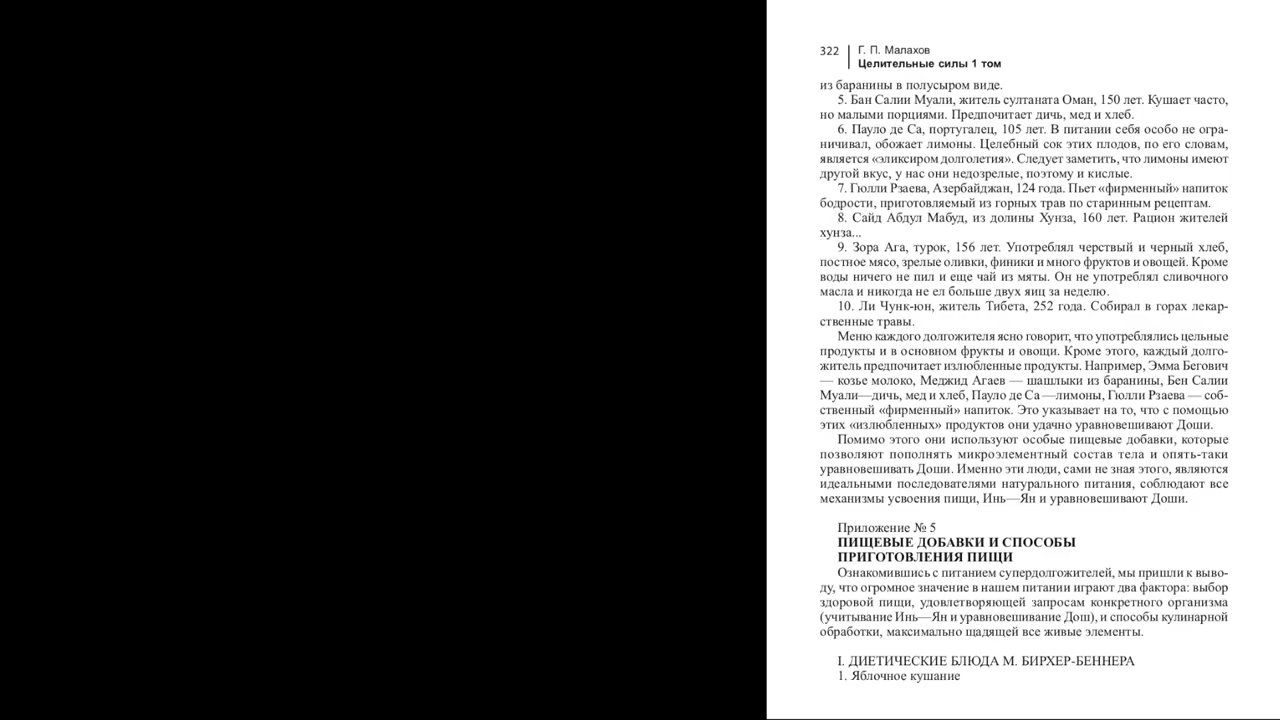 322
Г. П. Малахов
Целительные силы 1 том
из баранины в полусыром виде.
5. Бан Салии Муали, житель султаната Оман, 150 лет. Кушает часто,
но малыми порциями. Предпочитает дичь, мед и хлеб.
6. Пауло де Са, португалец, 105 лет. В питании себя особо не огра-
ничивал, обожает лимоны. Целебный сок этих плодов, по его словам,
является «эликсиром долголетия». Следует заметить, что лимоны имеют
другой вкус, у нас они недозрелые, поэтому и кислые.
7. Гюлли Рзаева, Азербайджан, 124 года. Пьет «фирменный» напиток
бодрости, приготовляемый из горных трав по старинным рецептам.
8. Сайд Абдул Мабуд, из долины Хунза, 160 лет. Рацион жителей
хунза...
9. Зора Ага, турок, 156 лет. Употреблял черствый и черный хлеб,
постное мясо, зрелые оливки, финики и много фруктов и овощей. Кроме
воды ничего не пил и еще чай из мяты. Он не употреблял сливочного
масла и никогда не ел больше двух яиц за неделю.
10. Ли Чунк-юн, житель Тибета, 252 года. Собирал в горах лекар-
ственные травы.
Меню каждого долгожителя ясно говорит, что употреблялись цельные
продукты и в основном фрукты и овощи. Кроме этого, каждый долго-
житель предпочитает излюбленные продукты. Например, Эмма Бегович
— козье молоко, Меджид Агаев — шашлыки из баранины, Бен Салии
Муали—дичь, мед и хлеб, Пауло де Са —лимоны, Гюлли Рзаева — соб-
ственный «фирменный» напиток. Это указывает на то, что с помощью
этих «излюбленных» продуктов они удачно уравновешивают Доши.
Помимо этого они используют особые пищевые добавки, которые
позволяют пополнять микроэлементный состав тела и опять-таки
уравновешивать Доши. Именно эти люди, сами не зная этого, являются
идеальными последователями натурального питания, соблюдают все
механизмы усвоения пищи, Инь—Ян и уравновешивают Доши.
Приложение № 5
ПИЩЕВЫЕ ДОБАВКИ И СПОСОБЫ
ПРИГОТОВЛЕНИЯ ПИЩИ
Ознакомившись с питанием супердолгожителей, мы пришли к выво-
ду, что огромное значение в нашем питании играют два фактора: выбор
здоровой пищи, удовлетворяющей запросам конкретного организма
(учитывание Инь—Ян и уравновешивание Дош), и способы кулинарной
обработки, максимально щадящей все живые элементы.
I. ДИЕТИЧЕСКИЕ БЛЮДА М. БИРХЕР-БЕННЕРА
1. Яблочное кушание